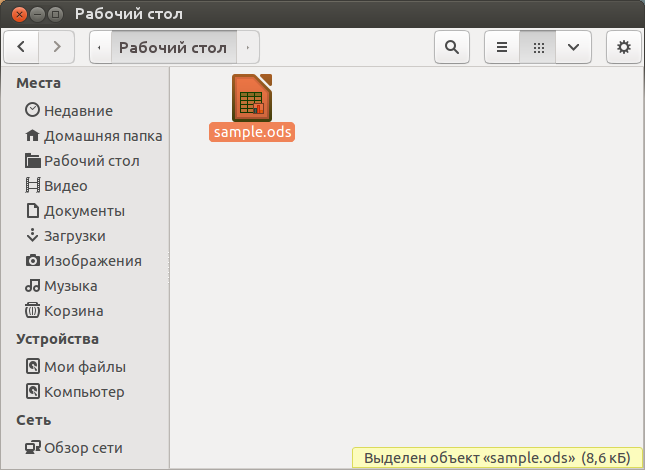 Рабочий стол
Рабочий стол
Места
Недавние
Домашняя папка
Рабочий стол
Видео
Документы
Загрузки
Изображения
Музыка
Корзина
Устройства
Мои файлы
Компьютер
Сеть
Обзор сети
sample.ods
Выделен объект «sample.ods» (8,6 кБ)